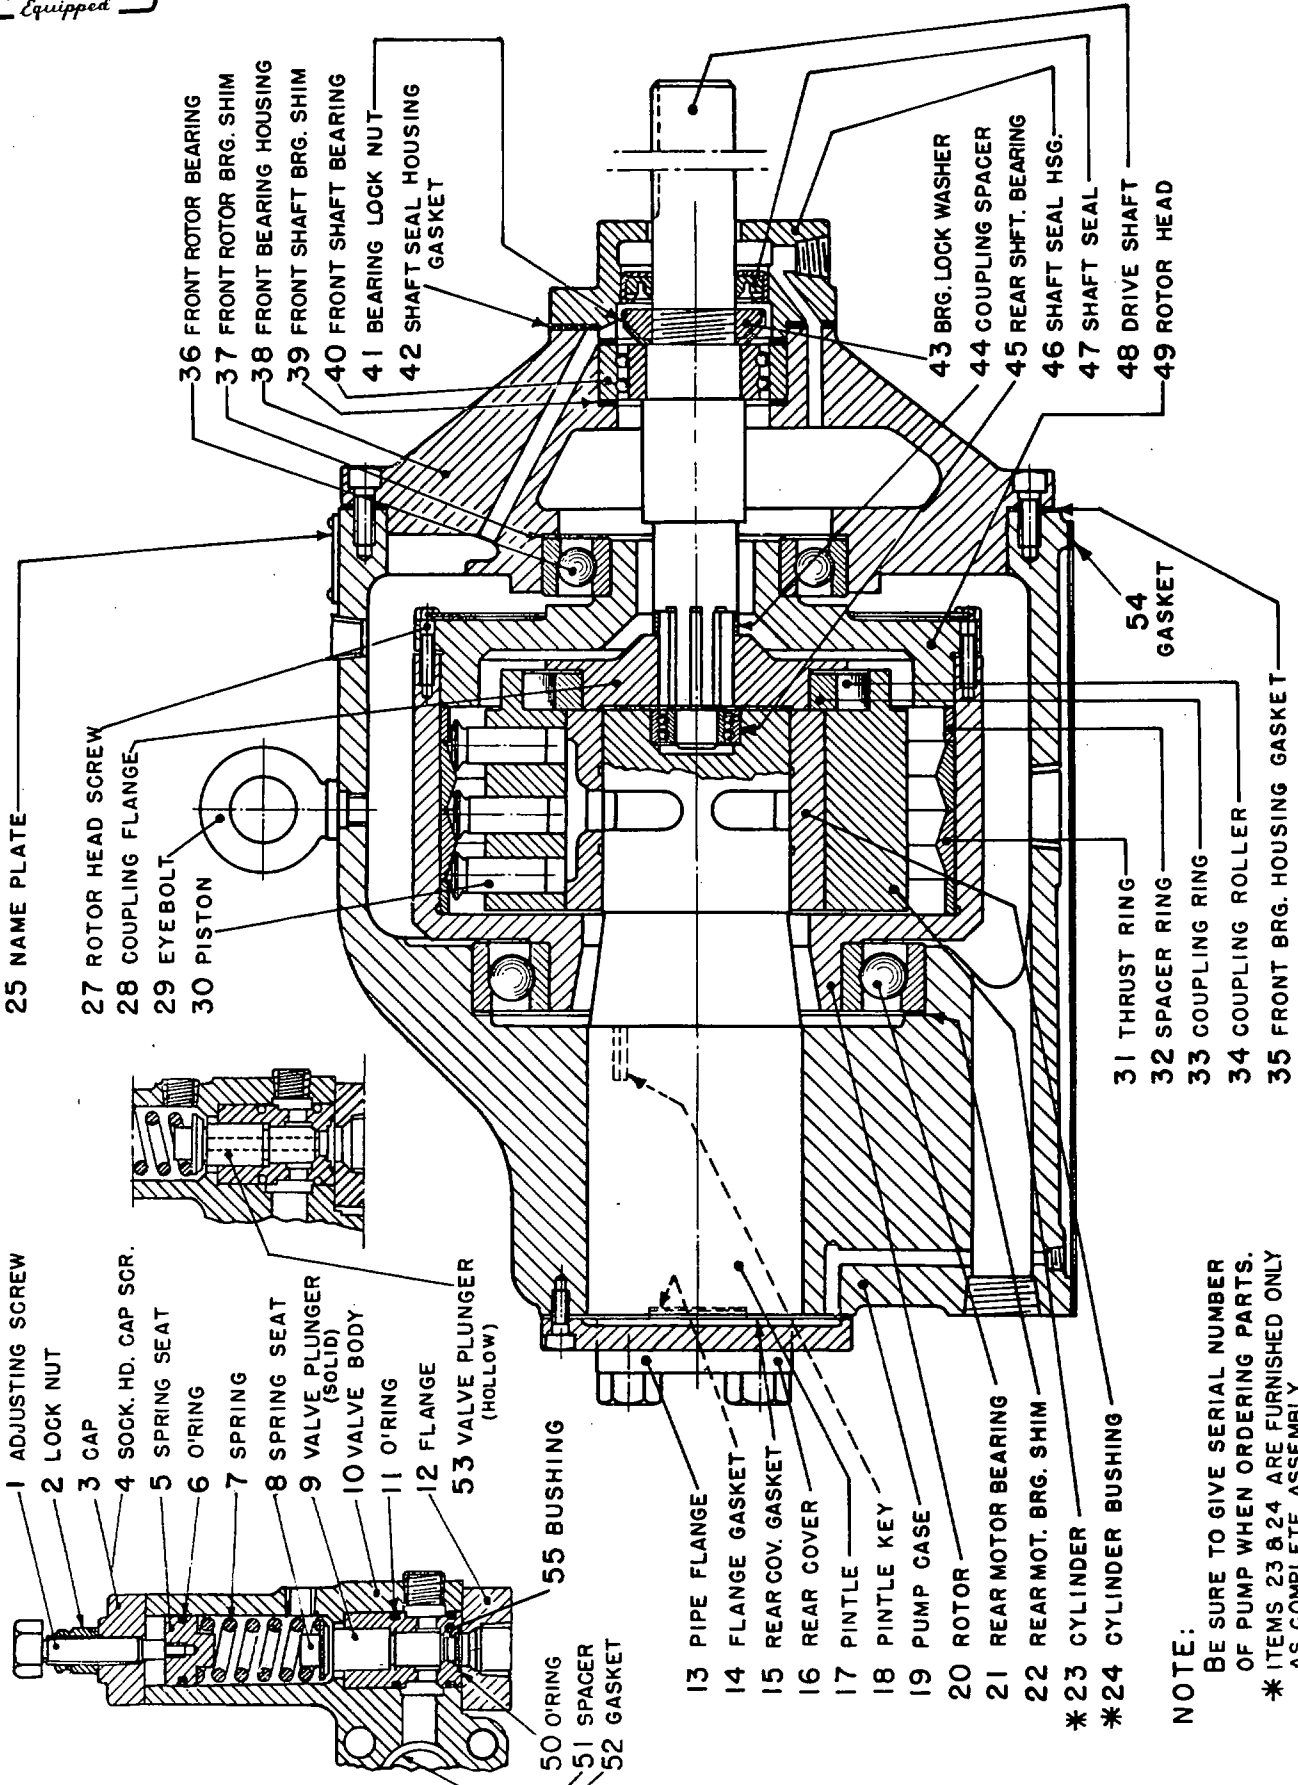 Equipped
1 ADJUSTING SCREW
2 LOCK NUT
3 CAP
4 SOCK. HD. CAP SCR.
5 SPRING SEAT
6 O'RING
7 SPRING
8 SPRING SEAT
9 VALVE PLUNGER
(SOLID)
10 VALVE BODY
11 O'RING
12 FLANGE
53 VALVE PLUNGER
(HOLLOW)
55 BUSHING
50 O'RING
51 SPACER
52 GASKET
13 PIPE FLANGE
14 FLANGE GASKET
15 REAR COV. GASKET
16 REAR COVER
17 PINTLE
18 PINTLE KEY
19 PUMP CASE
20 ROTOR
21 REAR MOTOR BEARING
22 REAR MOT. BRG. SHIM
*23 CYLINDER
*24 CYLINDER BUSHING
25 NAME PLATE
27 ROTOR HEAD SCREW
28 COUPLING FLANGE
29 EYEBOLT
30 PISTON
31 THRUST RING
32 SPACER RING
33 COUPLING RING
34 COUPLING ROLLER
35 FRONT BRG. HOUSING GASKET
54
GASKET
36 FRONT ROTOR BEARING
37 FRONT ROTOR BRG. SHIM
38 FRONT BEARING HOUSING
39 FRONT SHAFT BRG. SHIM
40 FRONT SHAFT BEARING
41 BEARING LOCK NUT
42 SHAFT SEAL HOUSING
GASKET
43 BRG. LOCK WASHER
44 COUPLING SPACER
45 REAR SHFT. BEARING
46 SHAFT SEAL HSG.
47 SHAFT SEAL
48 DRIVE SHAFT
49 ROTOR HEAD
NOTE:
BE SURE TO GIVE SERIAL NUMBER
OF PUMP WHEN ORDERING PARTS.
*ITEMS 23 & 24 ARE FURNISHED ONLY
AS COMPLETE ASSEMBLY